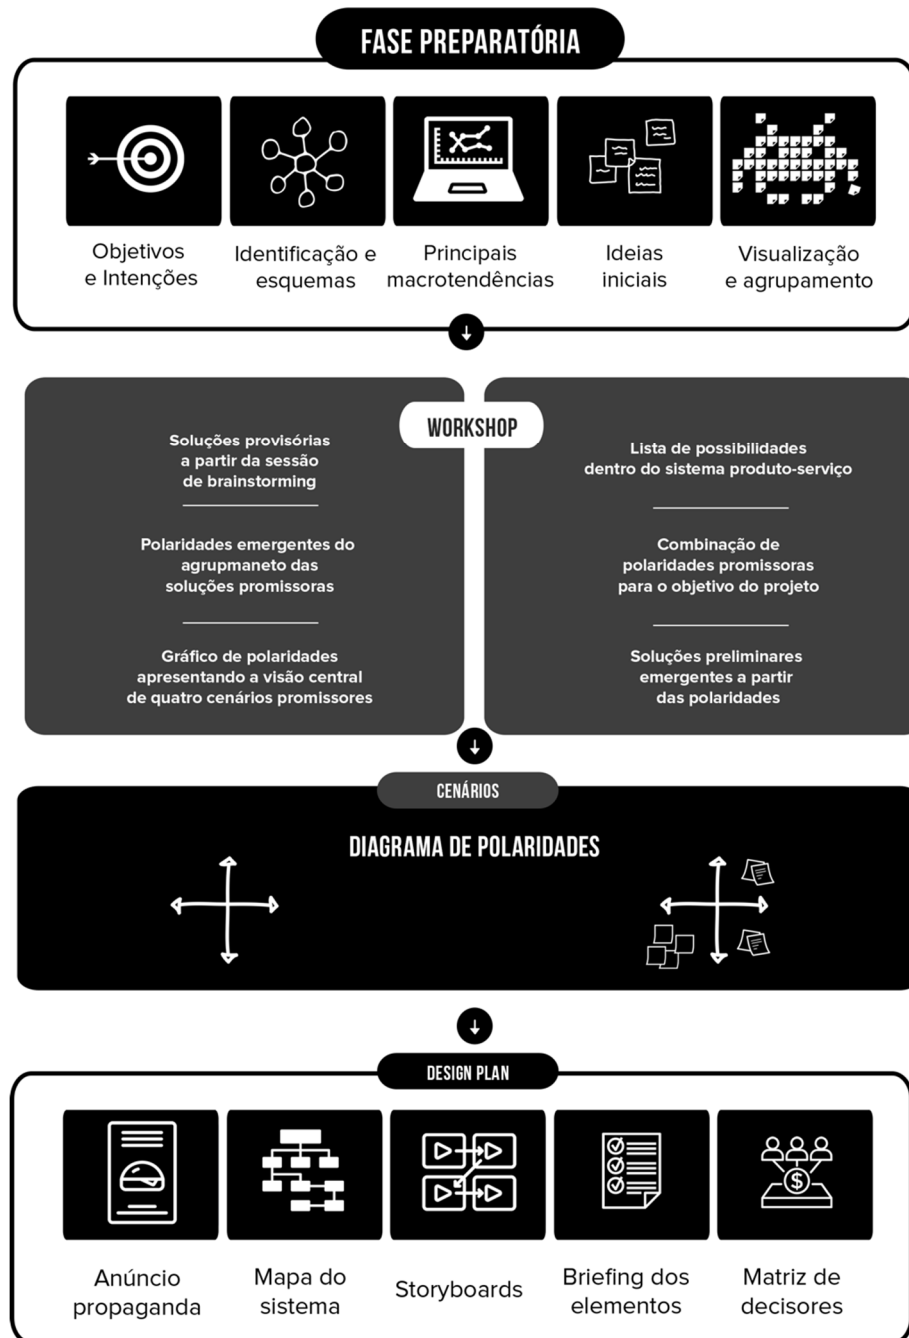 FASE PREPARATÓRIA
Objetivos
e Intenções
Identificação e
esquemas
Principais
macrotendências
Ideias
iniciais
Visualização
e agrupamento
WORKSHOP
Soluções provisórias
a partir da sessão
de brainstorming
Polaridades emergentes do
agrupmaneto das
soluções promissoras
Gráfico de polaridades
apresentando a visão central
de quatro cenários promissores
Lista de possibilidades
dentro do sistema produto-serviço
Combinação de
polaridades promissoras
para o objetivo do projeto
Soluções preliminares
emergentes a partir
das polaridades
CENÁRIOS
DIAGRAMA DE POLARIDADES
DESIGN PLAN
$
Anúncio
propaganda
Mapa do
sistema
Storyboards
Briefing dos
elementos
Matriz de
decisores